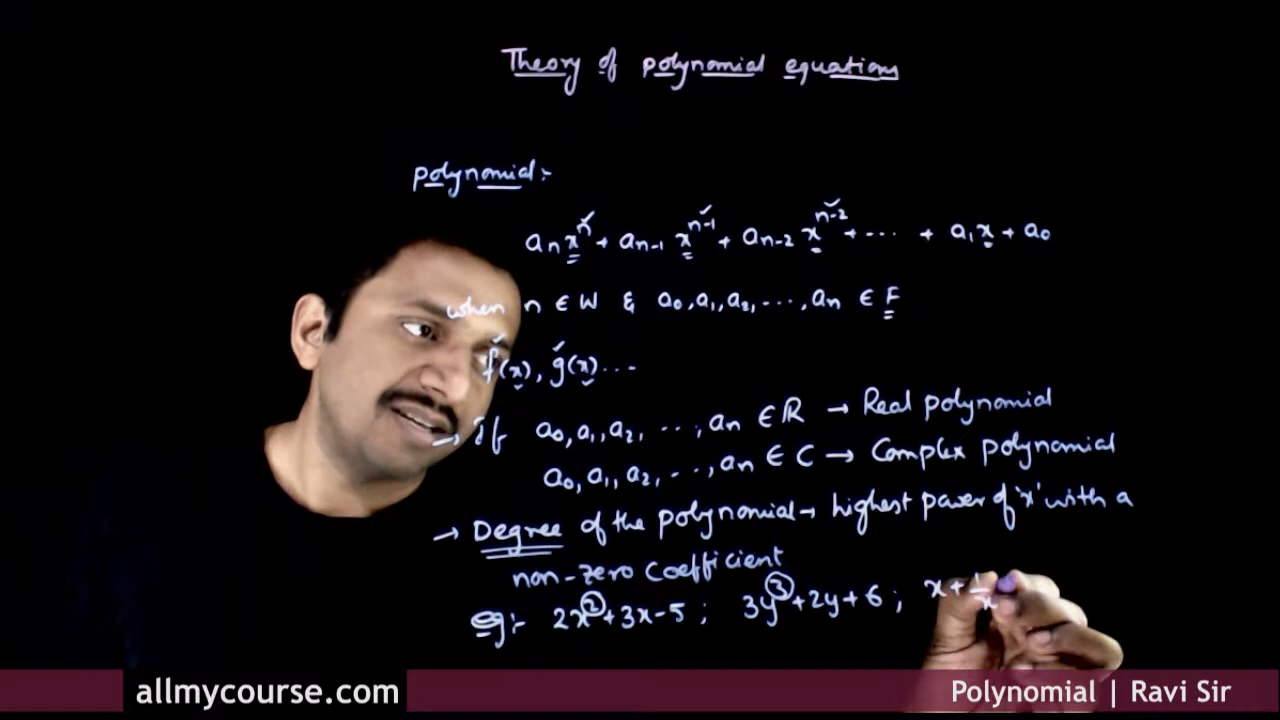 Theory of polynomial equations
polynomial:-
aₙxⁿ + aₙ₋₁ xⁿ⁻¹ + aₙ₋₂ xⁿ⁻² + ... + a₁x + a₀
when n ∈ W & a₀, a₁, a₂, ..., aₙ ∈ F
f(x), g(x)...
→ If a₀, a₁, a₂, ..., aₙ ∈ ℝ → Real polynomial
a₀, a₁, a₂, ..., aₙ ∈ C → Complex polynomial
→ Degree of the polynomial → highest power of 'x' with a
non-zero coefficient
eg:- 2x² + 3x - 5 ; 3y³ + 2y + 6 ; x + 1/x
allmycourse.com
Polynomial | Ravi Sir